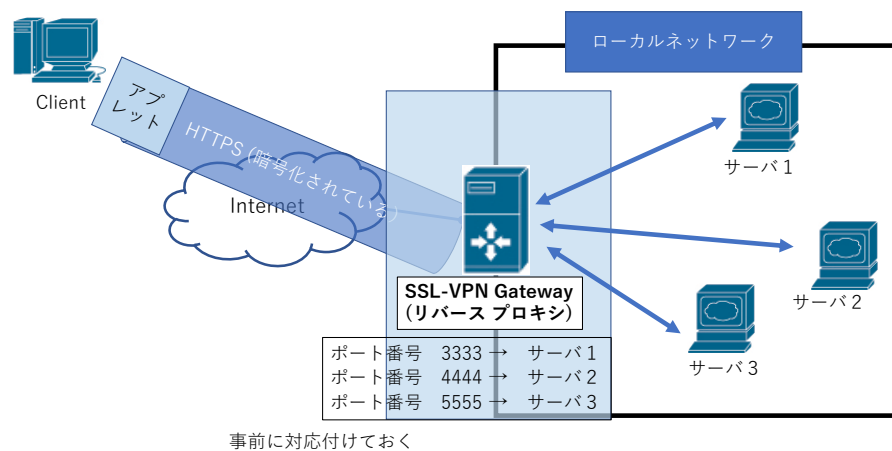 ローカルネットワーク
Client
アプ
レット
HTTPS (暗号化されている)
Internet
サーバ１
サーバ２
サーバ３
SSL-VPN Gateway
(リバース プロキシ)
ポート番号　3333 →　サーバ１
ポート番号　4444 →　サーバ２
ポート番号　5555 →　サーバ３
事前に対応付けておく